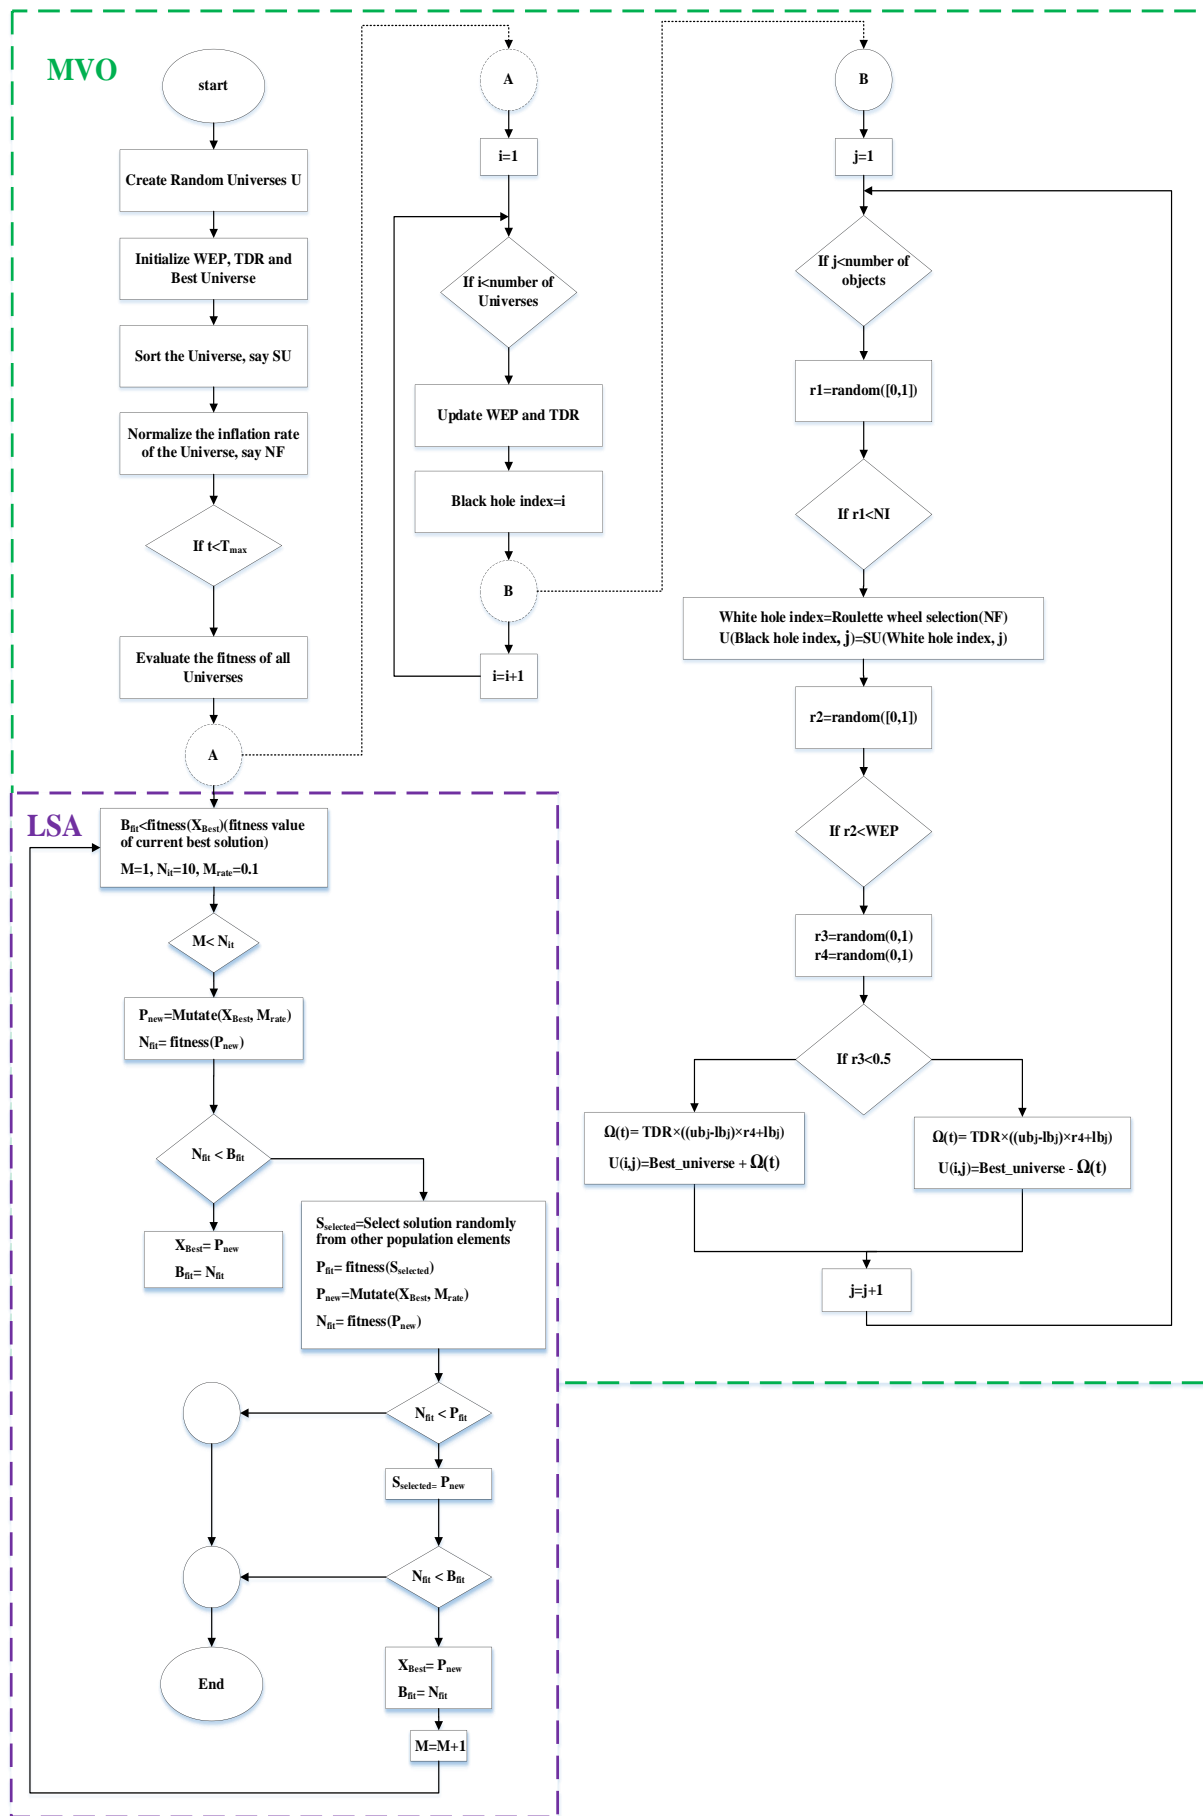 MVO
start
Create Random Universes U
Initialize WEP, TDR and
Best Universe
Sort the Universe, say SU
Normalize the inflation rate
of the Universe, say NF
If t<Tmax
Evaluate the fitness of all
Universes
A
A
i=1
If i<number of
Universes
Update WEP and TDR
Black hole index=i
B
i=i+1
B
j=1
If j<number of
objects
r1=random([0,1])
If r1<NI
White hole index=Roulette wheel selection(NF)
U(Black hole index, j)=SU(White hole index, j)
r2=random([0,1])
If r2<WEP
r3=random(0,1)
r4=random(0,1)
If r3<0.5
Ω(t)= TDR×((ubj-lbj)×r4+lbj)
U(i,j)=Best_universe + Ω(t)
Ω(t)= TDR×((ubj-lbj)×r4+lbj)
U(i,j)=Best_universe - Ω(t)
j=j+1
LSA
Bfit<fitness(XBest)(fitness value
of current best solution)
M=1, Nit=10, Mrate=0.1
M< Nit
Pnew=Mutate(XBest, Mrate)
Nfit= fitness(Pnew)
Nfit < Bfit
XBest= Pnew
Bfit= Nfit
Sselected=Select solution randomly
from other population elements
Pfit= fitness(Sselected)
Pnew=Mutate(XBest, Mrate)
Nfit= fitness(Pnew)
Nfit < Pfit
Sselected= Pnew
Nfit < Bfit
End
XBest= Pnew
Bfit= Nfit
M=M+1